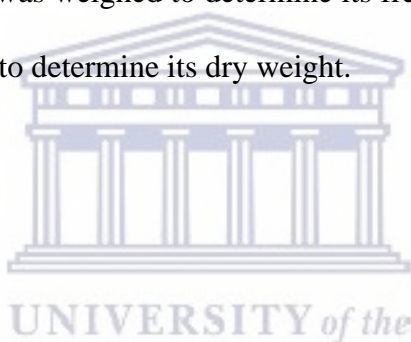 was weighed to determine its fre
to determine its dry weight.
UNIVERSITY of the